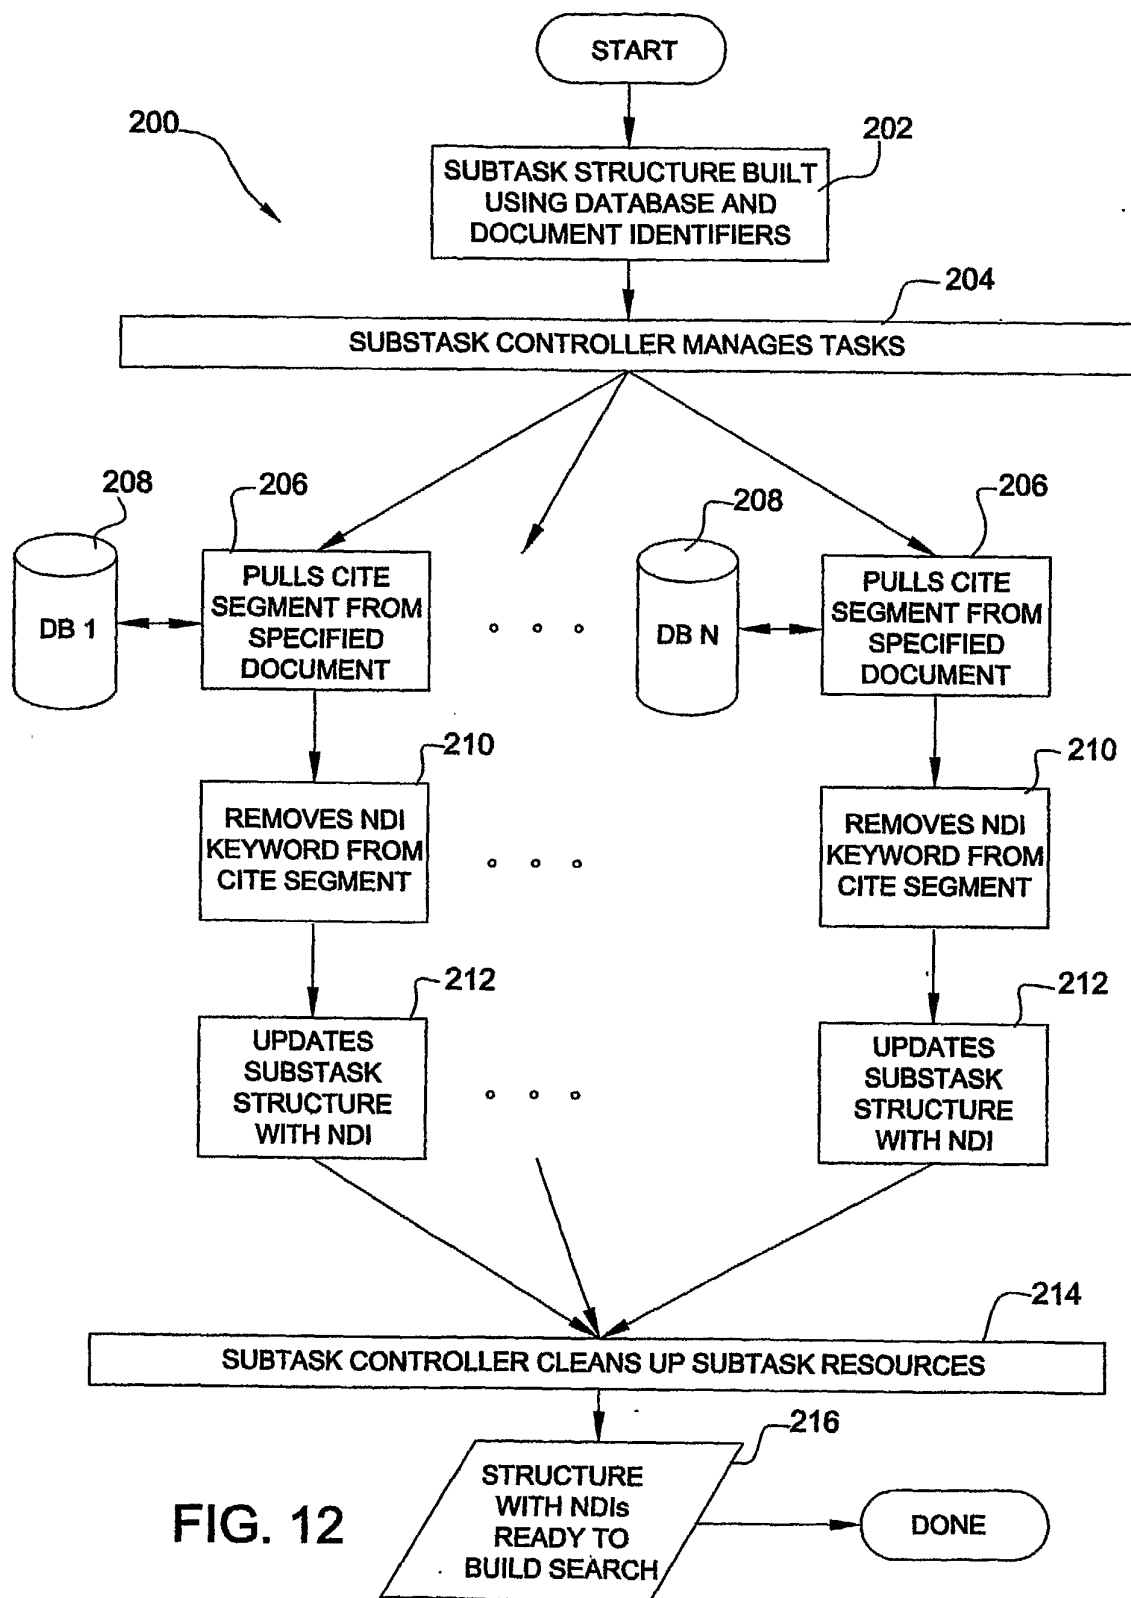 START
200
202
SUBTASK STRUCTURE BUILT
USING DATABASE AND
DOCUMENT IDENTIFIERS
204
SUBSTASK CONTROLLER MANAGES TASKS
208
206
208
206
DB 1
PULLS CITE
SEGMENT FROM
SPECIFIED
DOCUMENT
DB N
PULLS CITE
SEGMENT FROM
SPECIFIED
DOCUMENT
210
210
REMOVES NDI
KEYWORD FROM
CITE SEGMENT
REMOVES NDI
KEYWORD FROM
CITE SEGMENT
212
212
UPDATES
SUBSTASK
STRUCTURE
WITH NDI
UPDATES
SUBSTASK
STRUCTURE
WITH NDI
214
SUBTASK CONTROLLER CLEANS UP SUBTASK RESOURCES
216
STRUCTURE
WITH NDIs
READY TO
BUILD SEARCH
DONE
FIG. 12